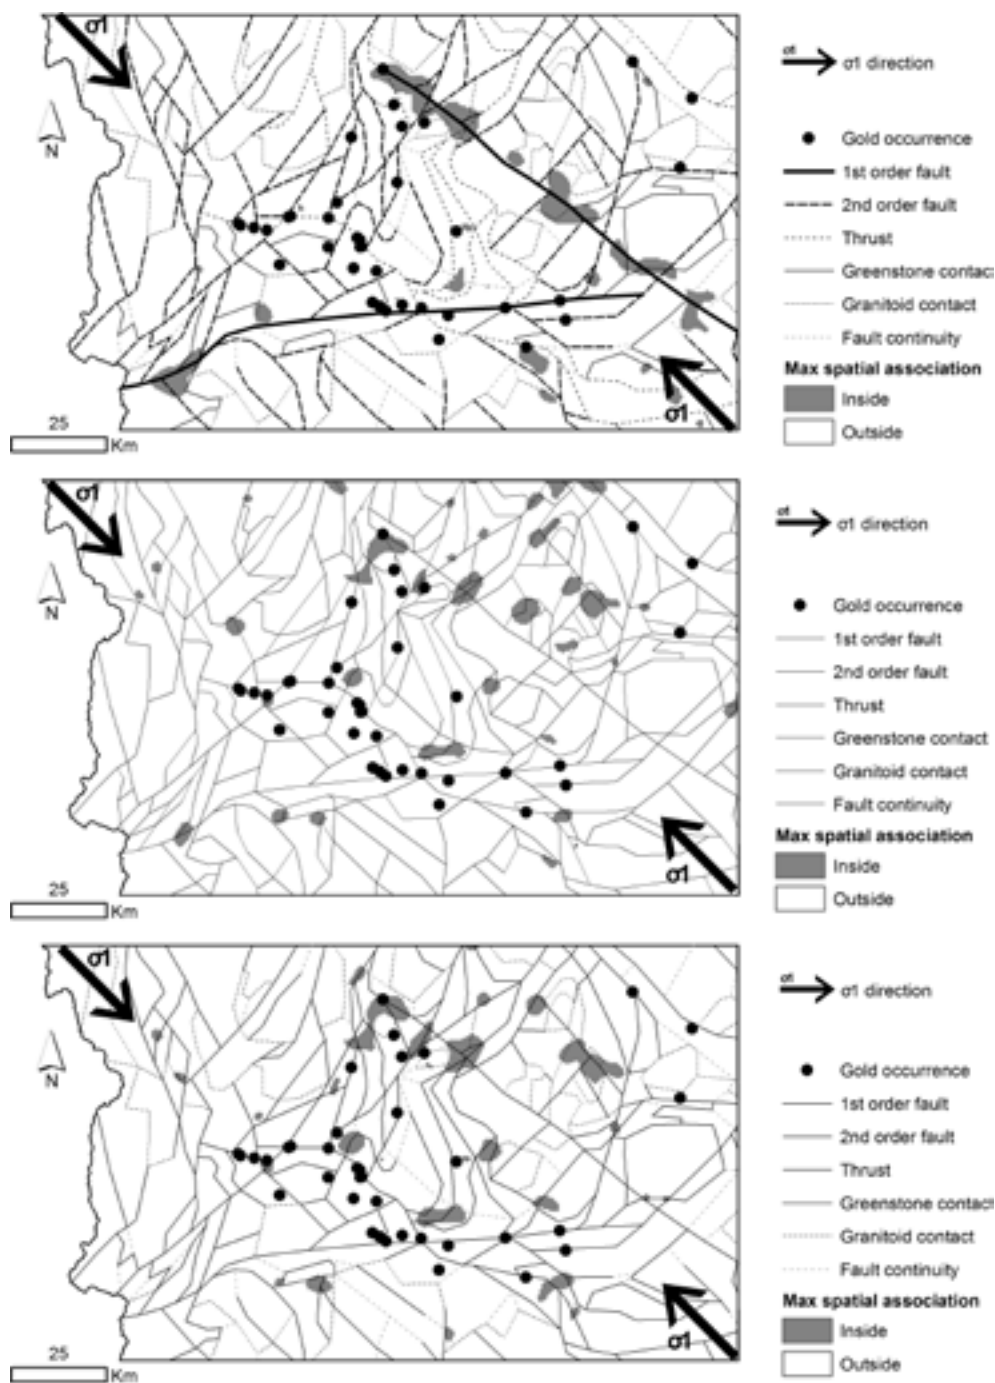 σ1
N
σ1
25
Km
σ1
σ1 direction
Gold occurrence
1st order fault
2nd order fault
Thrust
Greenstone contac
Granitoid contact
Fault continuity
Max spatial association
Inside
Outside
σ1
N
σ1
25
Km
σ1
σ1 direction
Gold occurrence
1st order fault
2nd order fault
Thrust
Greenstone contact
Granitoid contact
Fault continuity
Max spatial association
Inside
Outside
σ1
N
σ1
25
Km
σ1
σ1 direction
Gold occurrence
1st order fault
2nd order fault
Thrust
Greenstone contact
Granitoid contact
Fault continuity
Max spatial association
Inside
Outside